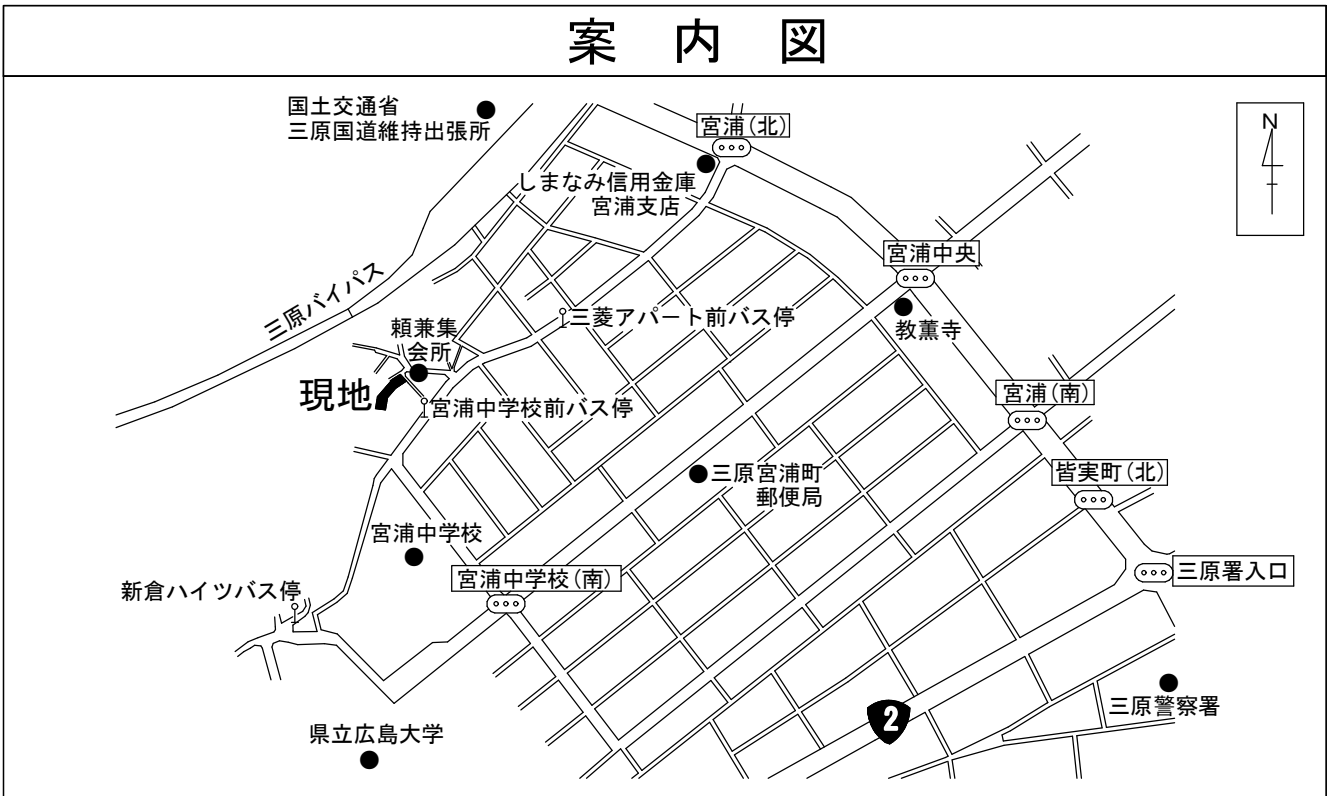 案内図
国土交通省
三原国道維持出張所
宮浦(北)
N
しまなみ信用金庫
宮浦支店
宮浦中央
三原バイパス
三菱アパート前バス停
教薫寺
頼兼集
会所
現地
宮浦中学校前バス停
宮浦(南)
三原宮浦町
郵便局
皆実町(北)
宮浦中学校
宮浦中学校(南)
三原署入口
新倉ハイツバス停
三原警察署
2
県立広島大学